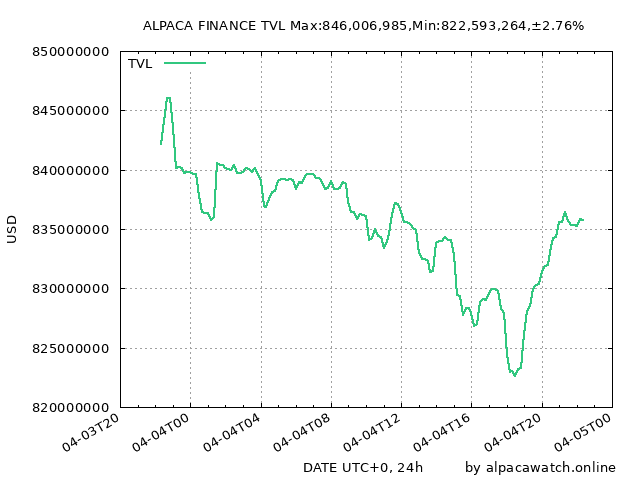 ALPACA FINANCE TVL Max:846,006,985,Min:822,593,264,±2.76%
850000000
TVL
845000000
840000000
835000000
USD
830000000
825000000
820000000
04-03T20
04-04T00
04-04T04
04-04T08
04-04T12
04-04T16
04-04T20
04-05T00
DATE UTC+0, 24h
by alpacawatch.online